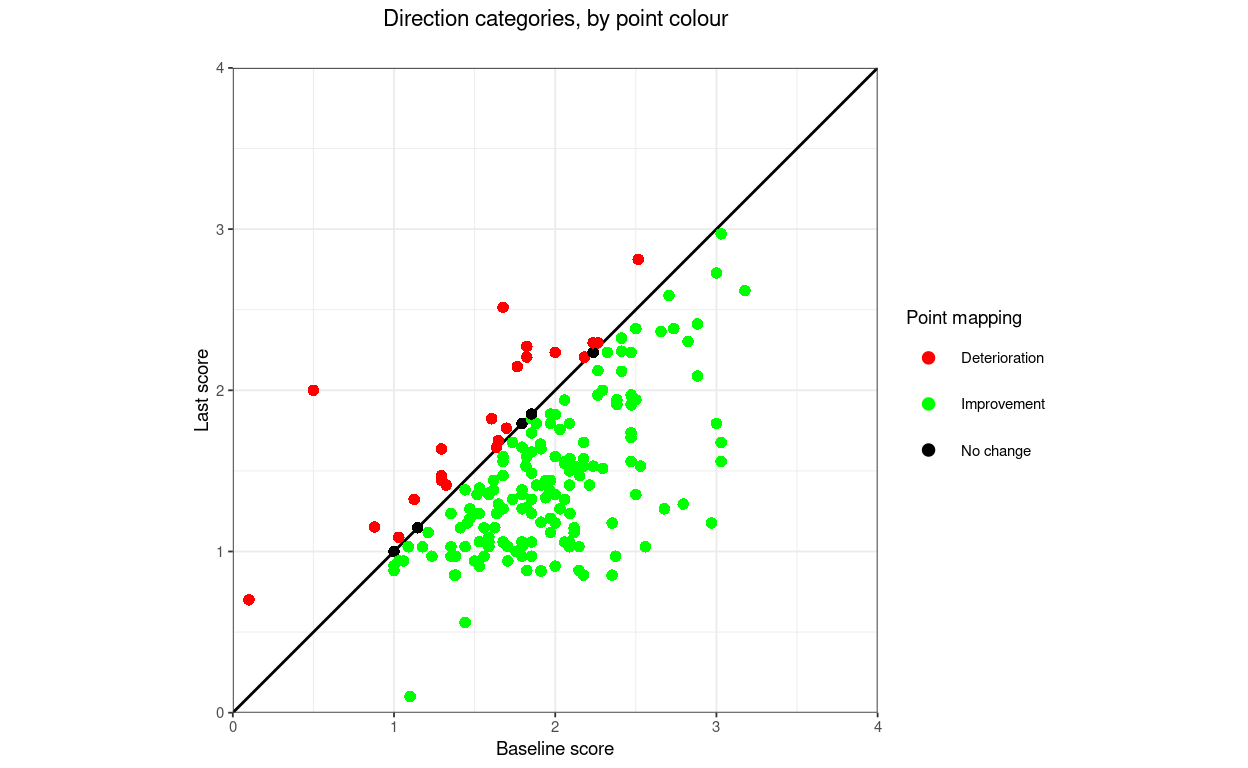 Direction categories, by point colour
4
3
2
1
0
0 1 2 3 4
Last score
Baseline score
Point mapping
Deterioration
Improvement
No change